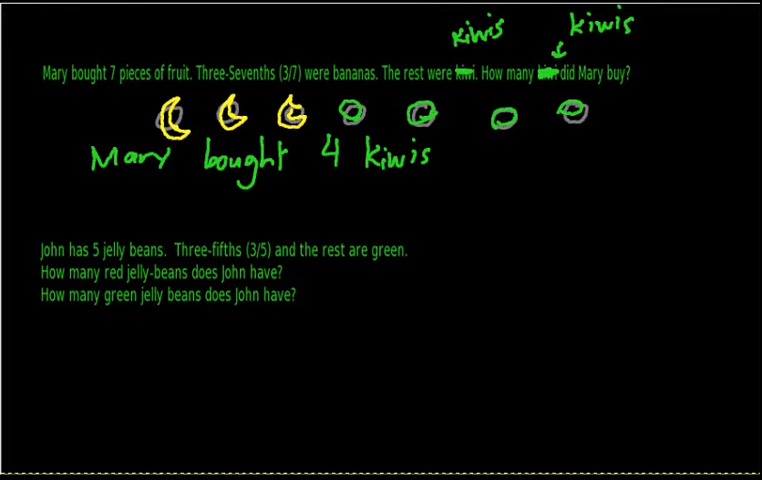 kiwis kiwis
Mary bought 7 pieces of fruit. Three-Sevenths (3/7) were bananas. The rest were . How many did Mary buy?
Mary bought 4 kiwis
John has 5 jelly beans. Three-fifths (3/5) and the rest are green.
How many red jelly-beans does John have?
How many green jelly beans does John have?